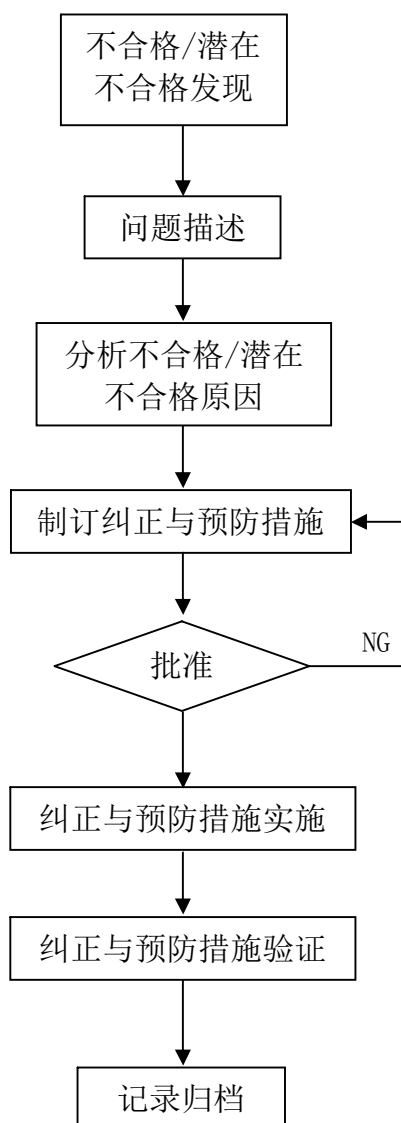 不合格/潜在
不合格发现
问题描述
分析不合格/潜在
不合格原因
制订纠正与预防措施
批准
NG
纠正与预防措施实施
纠正与预防措施验证
记录归档